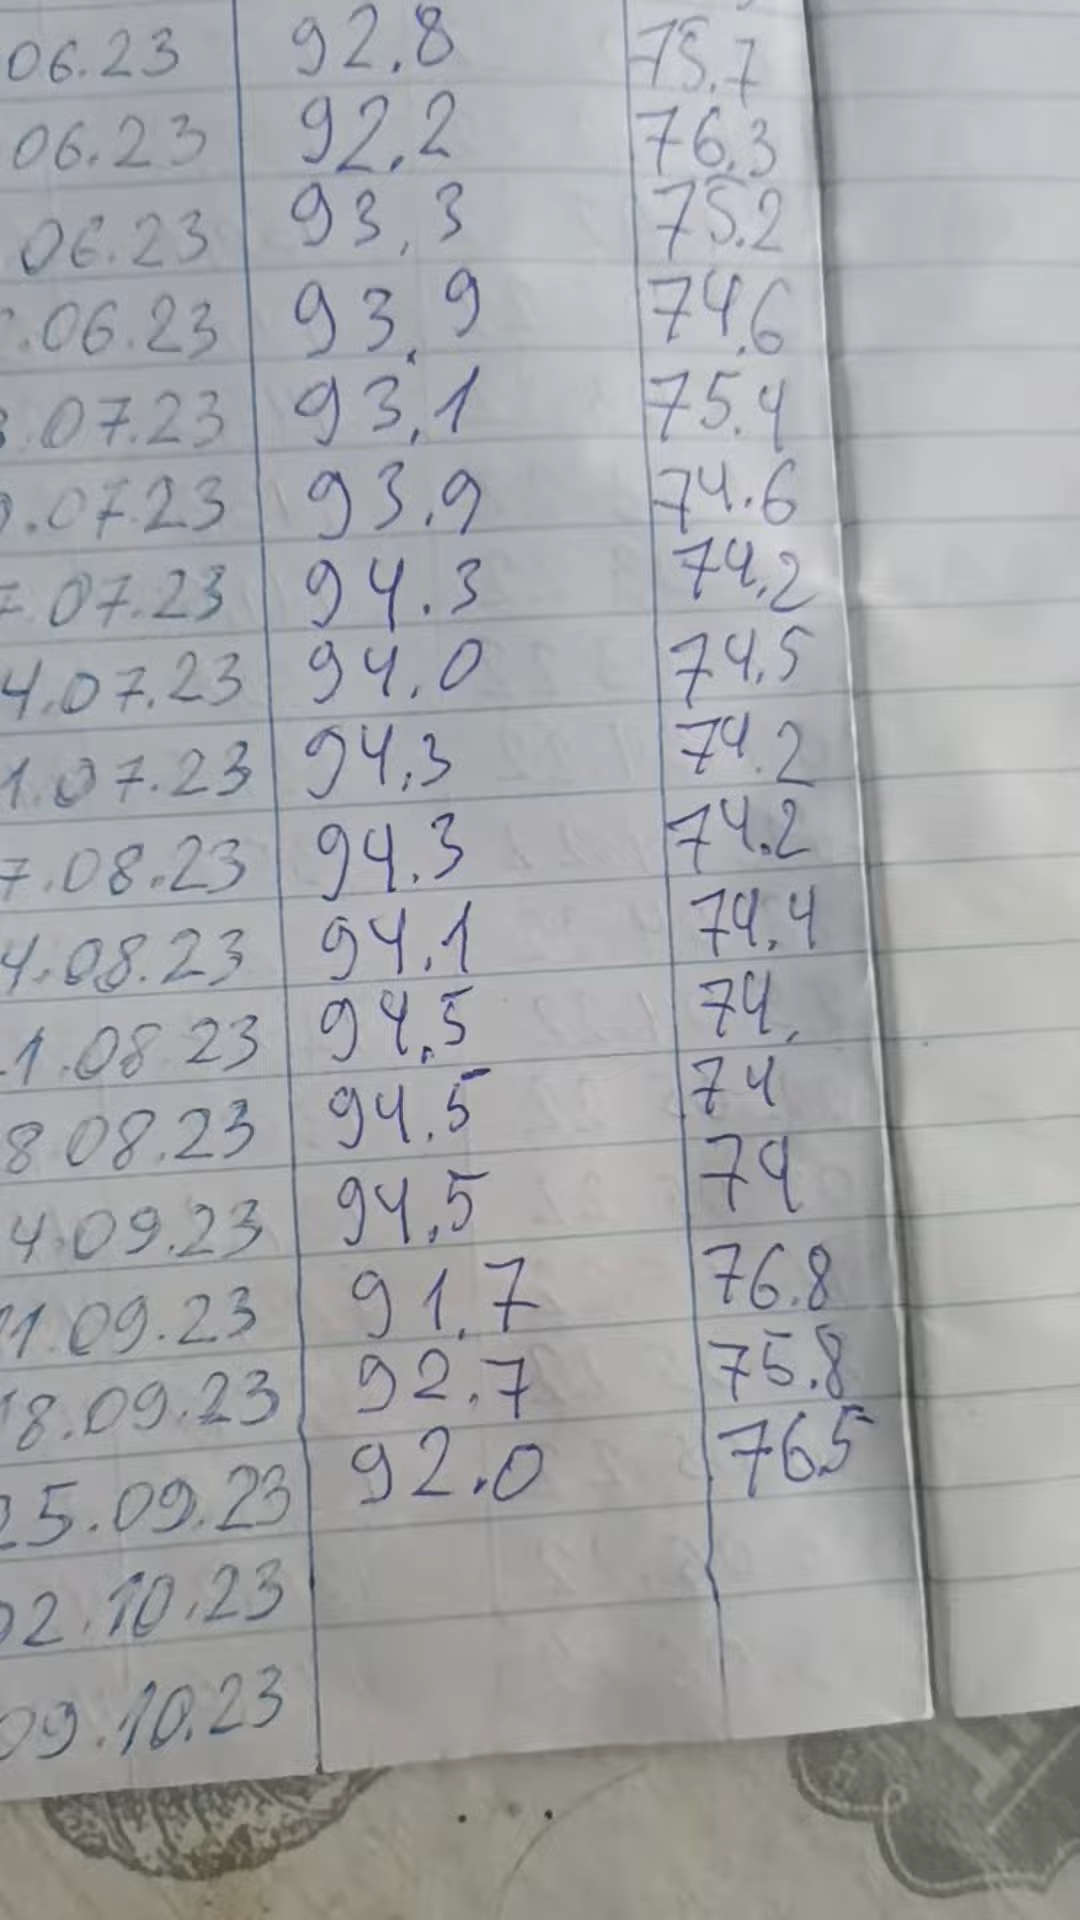 06.23 92.8 75.7
06.23 92.2 76.3
06.23 93,3 75.2
.06.23 93.9 74.6
3.07.23 93,1 75.4
.07.23 93.9 74.6
7.07.23 94.3 74.2
4.07.23 94.0 74,5
1.07.23 94,3 74.2
7.08.23 94.3 74.2
4.08.23 94.1 74.4
1.08 23 94.5 74.
8 08.23 94.5 74
4.09.23 94.5 74
11.09.23 91.7 76.8
18.09.23 92.7 75.8
25.09.23 92.0 76.5
02.10.23
09.10.23